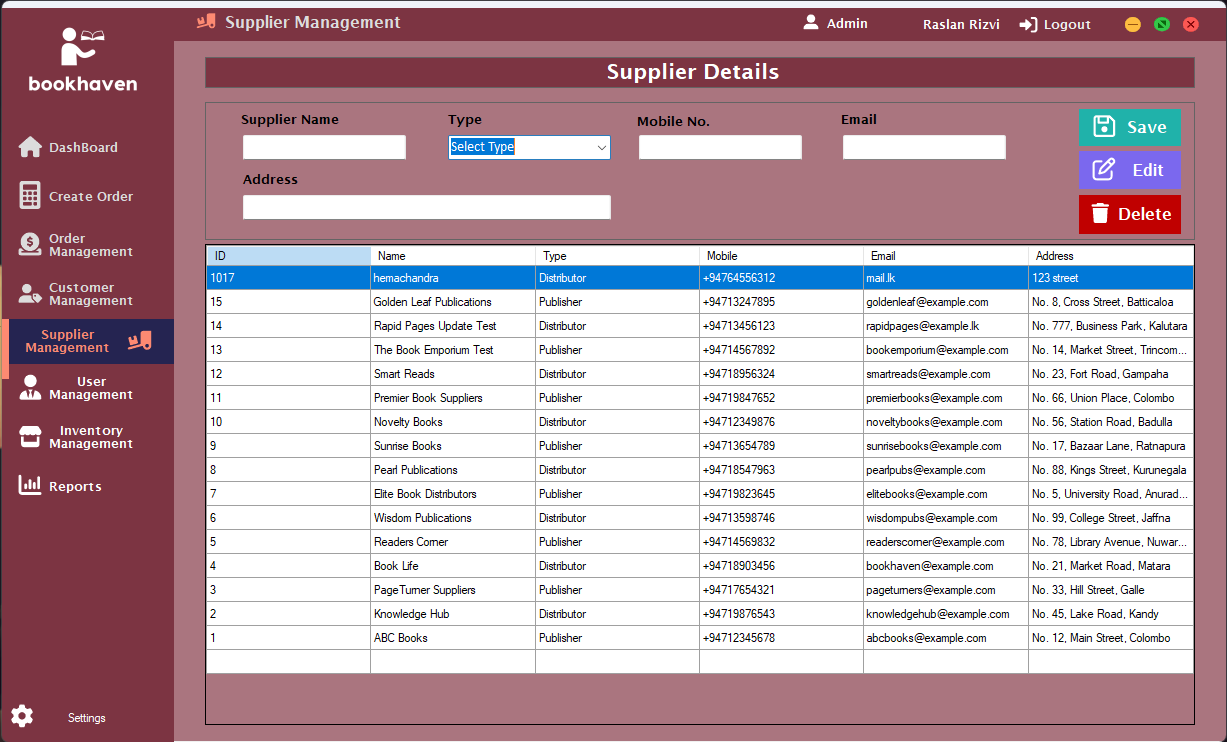 Supplier Management
Admin
Raslan Rizvi
Logout
bookhaven
DashBoard
Create Order
Order
Management
Customer
Management
Supplier
Management
User
Management
Inventory
Management
Reports
Settings
Supplier Details
Supplier Name
Type
Mobile No.
Email
Select Type
Address
Save
Edit
Delete
ID Name Type Mobile Email Address
1017 hemachandra Distributor +94764556312 mail.lk 123 street
15 Golden Leaf Publications Publisher +94713247895 goldenleaf@example.com No. 8, Cross Street, Batticaloa
14 Rapid Pages Update Test Distributor +94713456123 rapidpages@example.lk No. 777, Business Park, Kalutara
13 The Book Emporium Test Publisher +94714567892 bookemporium@example.com No. 14, Market Street, Trincom...
12 Smart Reads Distributor +94718956324 smartreads@example.com No. 23, Fort Road, Gampaha
11 Premier Book Suppliers Publisher +94719847652 premierbooks@example.com No. 66, Union Place, Colombo
10 Novelty Books Distributor +94712349876 noveltybooks@example.com No. 56, Station Road, Badulla
9 Sunrise Books Publisher +94713654789 sunrisebooks@example.com No. 17, Bazaar Lane, Ratnapura
8 Pearl Publications Distributor +94718547963 pearlpubs@example.com No. 88, Kings Street, Kurunegala
7 Elite Book Distributors Publisher +94719823645 elitebooks@example.com No. 5, University Road, Anurad...
6 Wisdom Publications Distributor +94713598746 wisdompubs@example.com No. 99, College Street, Jaffna
5 Readers Corner Publisher +94714569832 readerscorner@example.com No. 78, Library Avenue, Nuwar...
4 Book Life Distributor +94718903456 bookhaven@example.com No. 21, Market Road, Matara
3 PageTurner Suppliers Publisher +94717654321 pageturners@example.com No. 33, Hill Street, Galle
2 Knowledge Hub Distributor +94719876543 knowledgehub@example.com No. 45, Lake Road, Kandy
1 ABC Books Publisher +94712345678 abcbooks@example.com No. 12, Main Street, Colombo